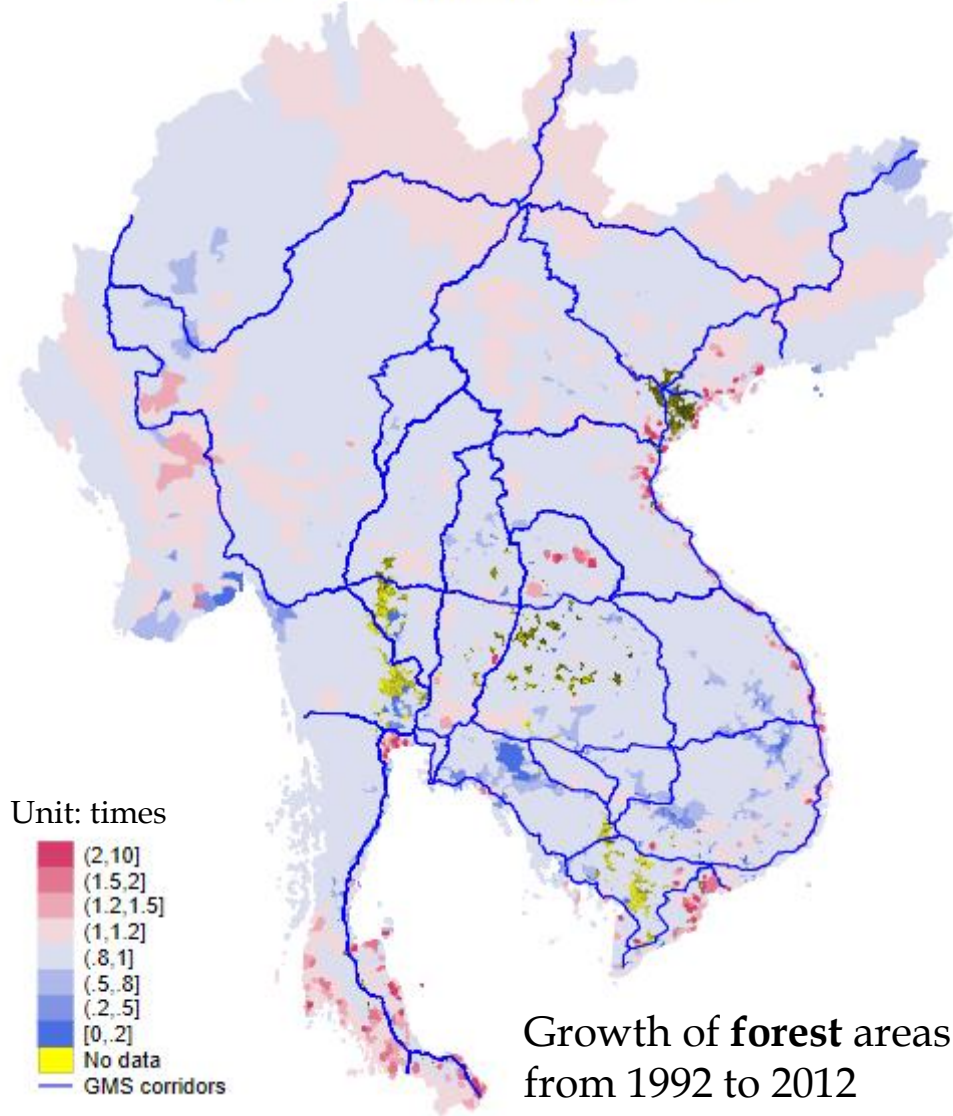 Unit: times
(2,10]
(1.5,2]
(1.2,1.5]
(1,1.2]
(.8,1]
(.5,.8]
(.2,.5]
[0,.2]
No data
GMS corridors
Growth of forest areas
from 1992 to 2012